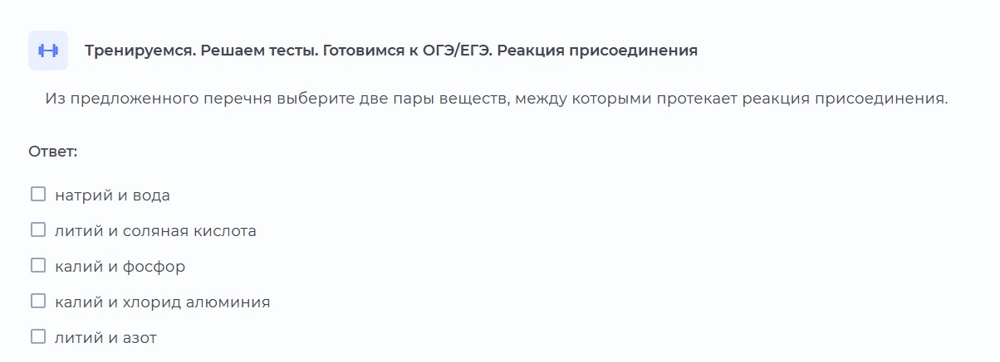 Тренируемся. Решаем тесты. Готовимся к ОГЭ/ЕГЭ. Реакция присоединения
Из предложенного перечня выберите две пары веществ, между которыми протекает реакция присоединения.
Ответ:
натрий и вода
литий и соляная кислота
калий и фосфор
калий и хлорид алюминия
литий и азот